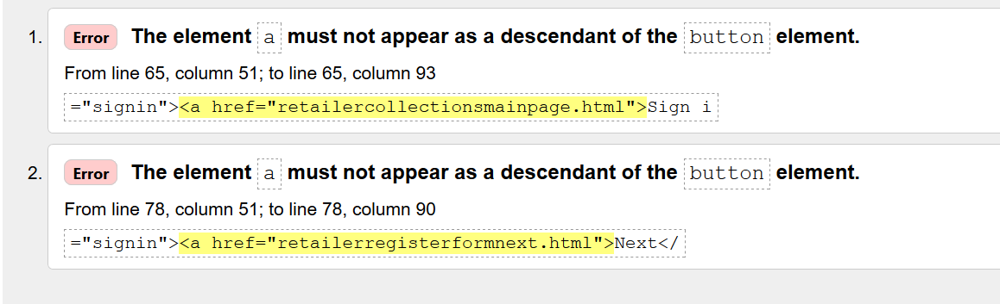 1. Error The element a must not appear as a descendant of the button element.
From line 65, column 51; to line 65, column 93
="signin"><a href="retailercollectionsmainpage.html">Sign i
2. Error The element a must not appear as a descendant of the button element.
From line 78, column 51; to line 78, column 90
="signin"><a href="retailerregisterformnext.html">Next</